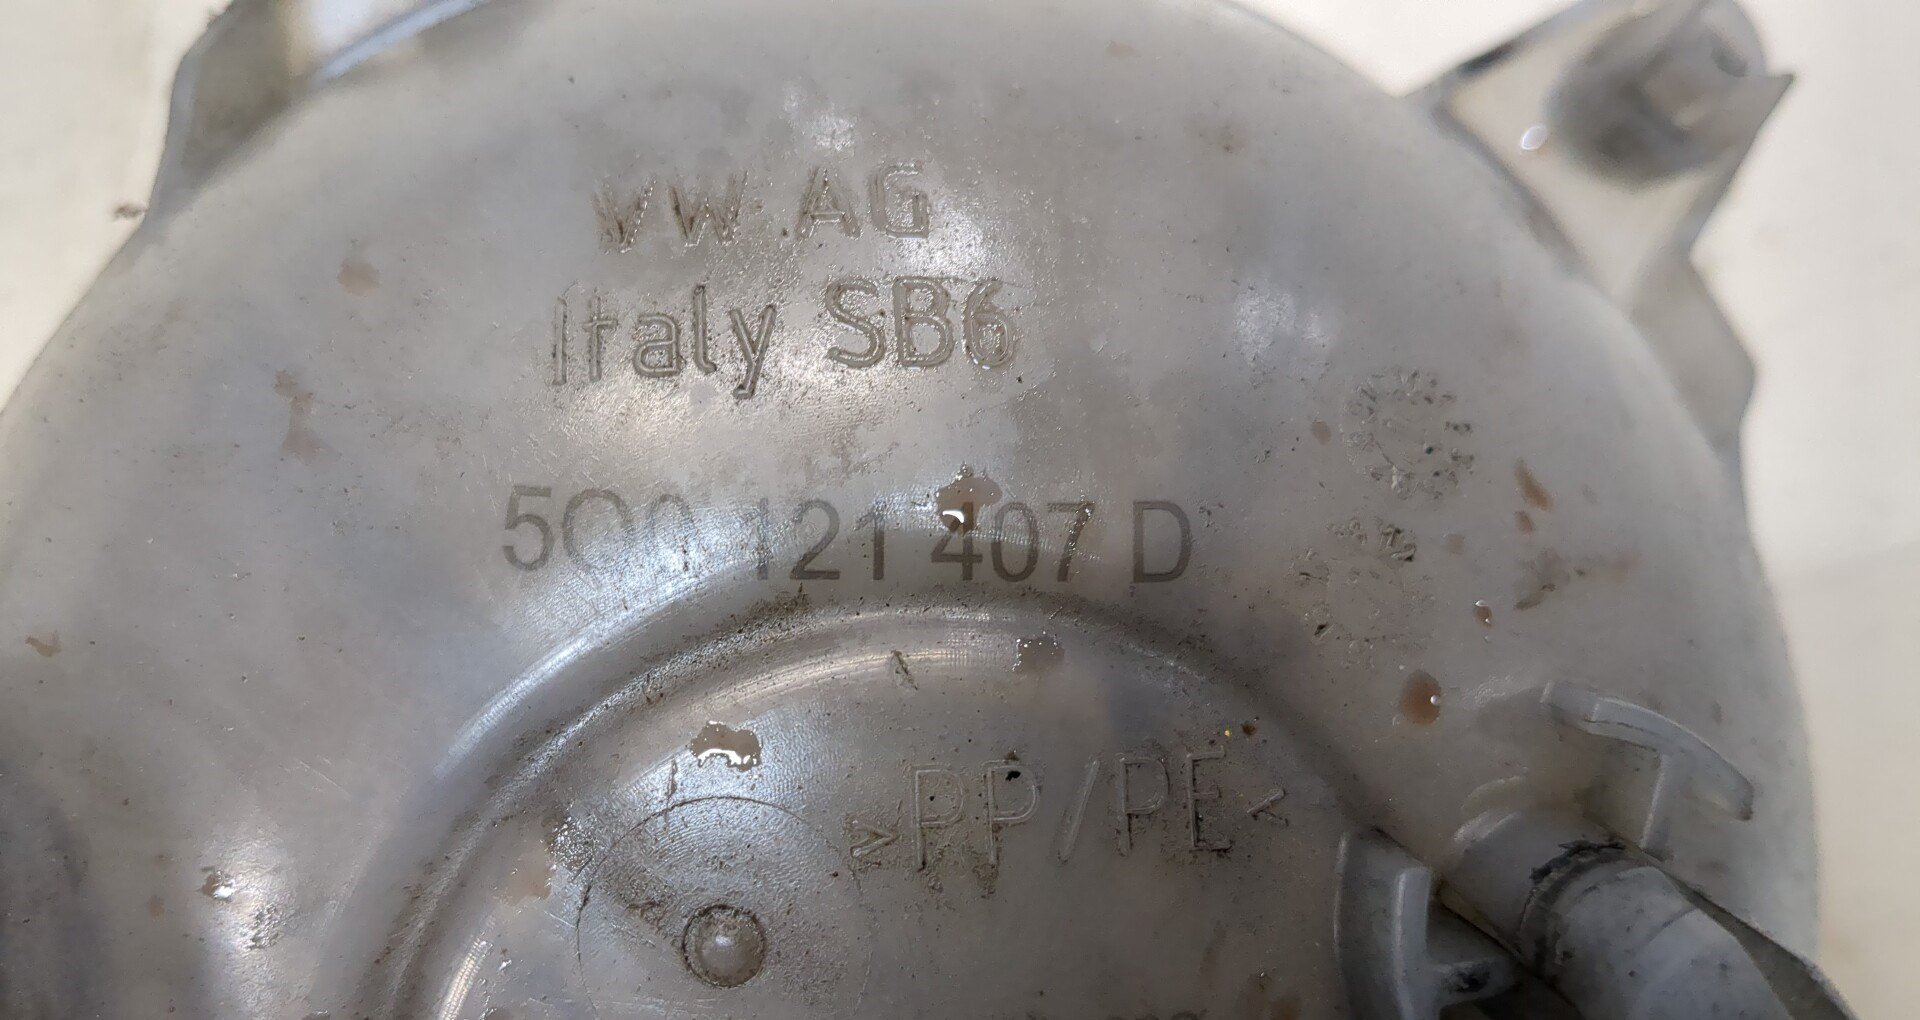 VW AG
Italy SB6
5Q0 121 407 D
>PP/PE<